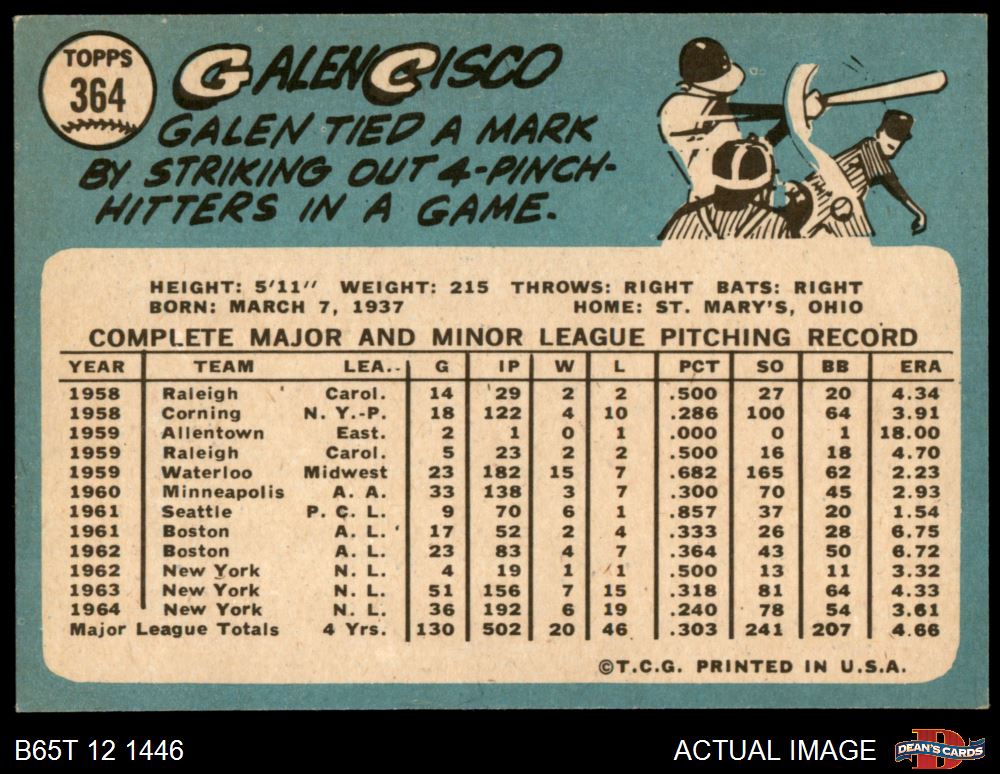 TOPPS
364
GALEN CISCO
GALEN TIED A MARK
BY STRIKING OUT 4-PINCH-
HITTERS IN A GAME.
HEIGHT: 5'11" WEIGHT: 215 THROWS: RIGHT BATS: RIGHT
BORN: MARCH 7, 1937 HOME: ST. MARY'S, OHIO
COMPLETE MAJOR AND MINOR LEAGUE PITCHING RECORD
YEAR TEAM LEA. G IP W L PCT SO BB ERA
1958 Raleigh Carol. 14 29 2 2 .500 27 20 4.34
1958 Corning N. Y.-P. 18 122 4 10 .286 100 64 3.91
1959 Allentown East. 2 1 0 1 .000 0 1 18.00
1959 Raleigh Carol. 5 23 2 2 .500 16 18 4.70
1959 Waterloo Midwest 23 182 15 7 .682 165 62 2.23
1960 Minneapolis A. A. 33 138 3 7 .300 70 45 2.93
1961 Seattle P. C. L. 9 70 6 1 .857 37 20 1.54
1961 Boston A. L. 17 52 2 4 .333 26 28 6.75
1962 Boston A. L. 23 83 4 7 .364 43 50 6.72
1962 New York N. L. 4 19 1 1 .500 13 11 3.32
1963 New York N. L. 51 156 7 15 .318 81 64 4.33
1964 New York N. L. 36 192 6 19 .240 78 54 3.61
Major League Totals 4 Yrs. 130 502 20 46 .303 241 207 4.66
©T.C.G. PRINTED IN U.S.A.
B65T 12 1446 ACTUAL IMAGE DEAN'S CARDS